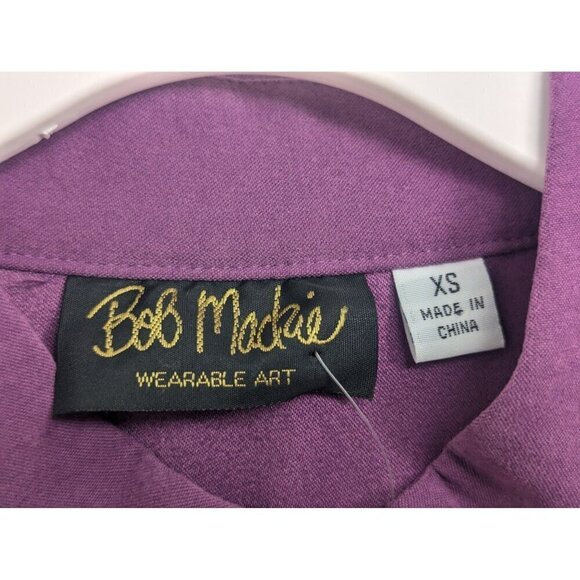 Bob Mackie
WEARABLE ART
XS
MADE IN
CHINA